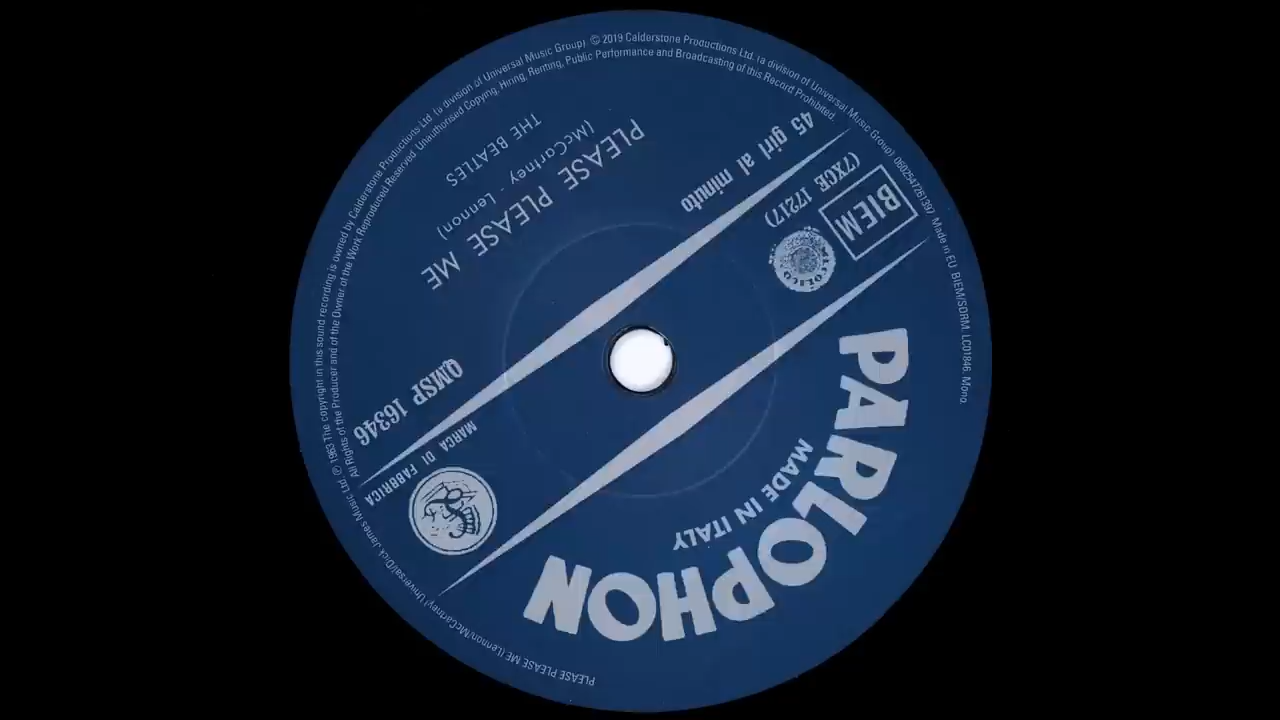 PARLOPHON
MADE IN ITALY
BIEM
(7XCE 17217)
MARCA DI FABBRICA
45 giri al minuto
QMSP 16346
PLEASE PLEASE ME
(McCartney - Lennon)
THE BEATLES
PLEASE PLEASE ME (Lennon/McCartney) Universal/Dick James Music Ltd. ℗ 1963 The copyright in this sound recording is owned by Calderstone Productions Ltd. (a division of Universal Music Group) © 2019 Calderstone Productions Ltd. (a division of Universal Music Group). 0602547261397. Made in EU. BIEM/SDRM. LC01846. Mono.
All Rights of the Producer and of the Owner of the Work Reproduced Reserved. Unauthorised Copying, Hiring, Renting, Public Performance and Broadcasting of this Record Prohibited.